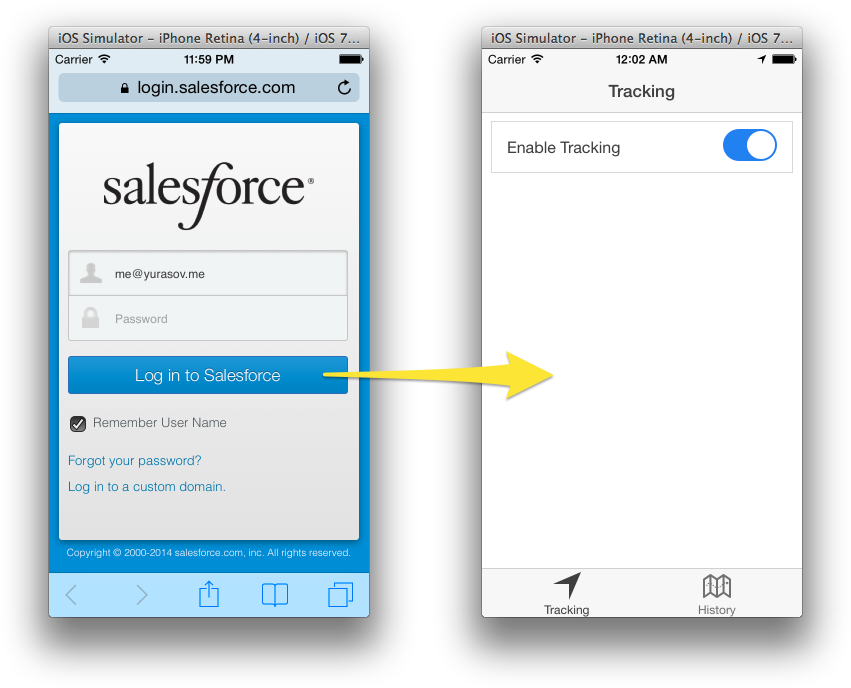 iOS Simulator – iPhone Retina (4-inch) / iOS 7...
Carrier 11:59 PM
login.salesforce.com
salesforce®
me@yurasov.me
Password
Log in to Salesforce
Remember User Name
Forgot your password?
Log in to a custom domain.
Copyright © 2000-2014 salesforce.com, inc. All rights reserved.
iOS Simulator – iPhone Retina (4-inch) / iOS 7...
Carrier 12:02 AM
Tracking
Enable Tracking
Tracking History